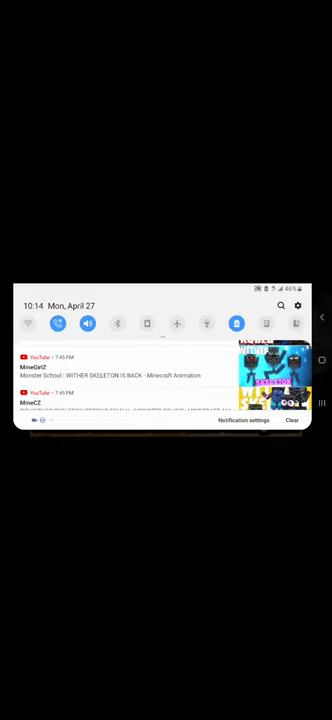 46%
10:14 Mon, April 27
YouTube • 7:45 PM
MineGirlZ
Monster School : WITHER SKELETON IS BACK - Minecraft Animation
SKELETON
YouTube • 7:45 PM
MineCZ
Notification settings Clear